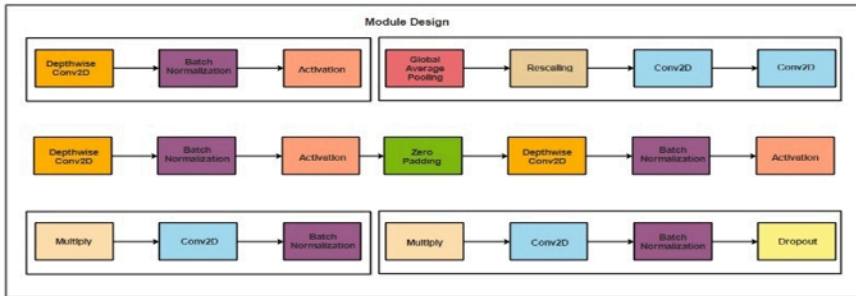 Module Design
Depthwise
Conv2D
Batch
Normalization
Activation
Global
Average
Pooling
Rescaling
Conv2D
Conv2D
Depthwise
Conv2D
Batch
Normalization
Activation
Zero
Padding
Depthwise
Conv2D
Batch
Normalization
Activation
Multiply
Conv2D
Batch
Normalization
Multiply
Conv2D
Batch
Normalization
Dropout